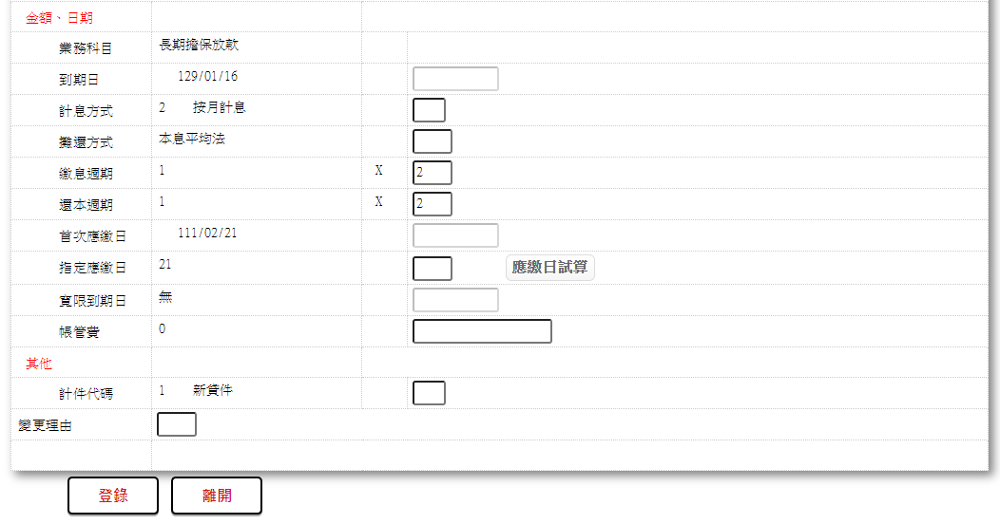 金額、日期
業務科目 長期擔保放款
到期日 129/01/16
計息方式 2 按月計息
攤還方式 本息平均法
繳息週期 1 X 2
還本週期 1 X 2
首次應繳日 111/02/21
指定應繳日 21 應繳日試算
寬限到期日 無
帳管費 0
其他
計件代碼 1 新貸件
變更理由
登錄 離開